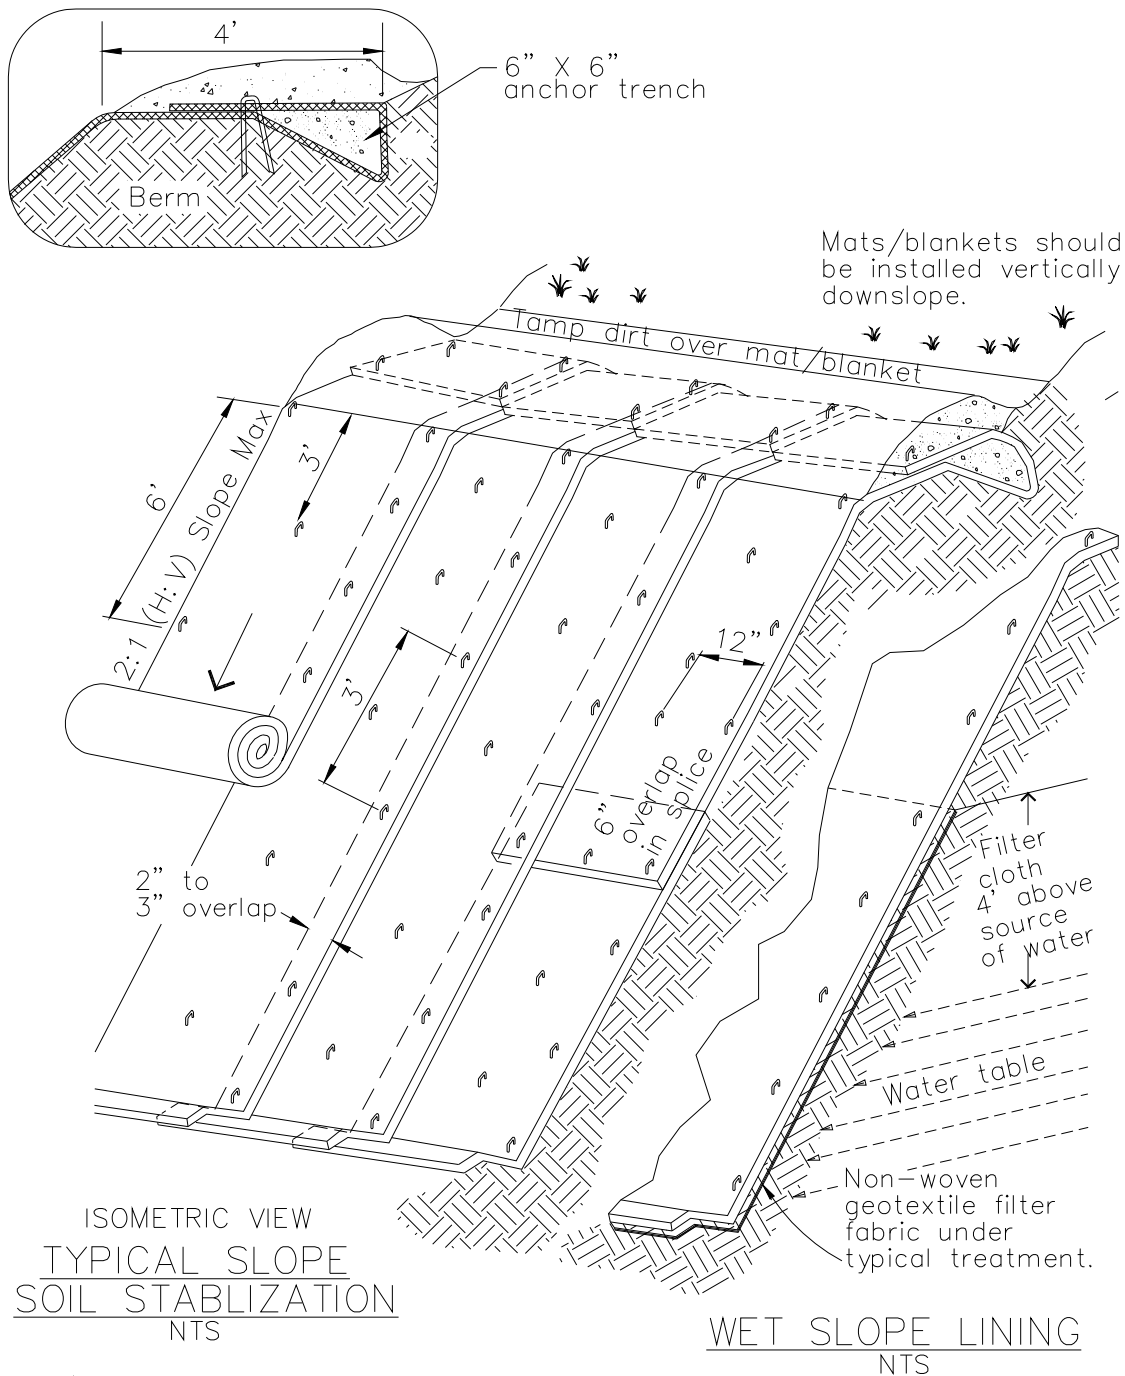 4'
6" X 6"
anchor trench
Berm
Mats/blankets should
be installed vertically
downslope.
Tamp dirt over mat/blanket
6'
2:1 (H:V) Slope Max
3'
3'
12"
6"
overlap
in splice
2" to
3" overlap
Filter
cloth
4' above
source
of water
Water table
Non-woven
geotextile filter
fabric under
typical treatment.
ISOMETRIC VIEW
TYPICAL SLOPE
SOIL STABLIZATION
NTS
WET SLOPE LINING
NTS